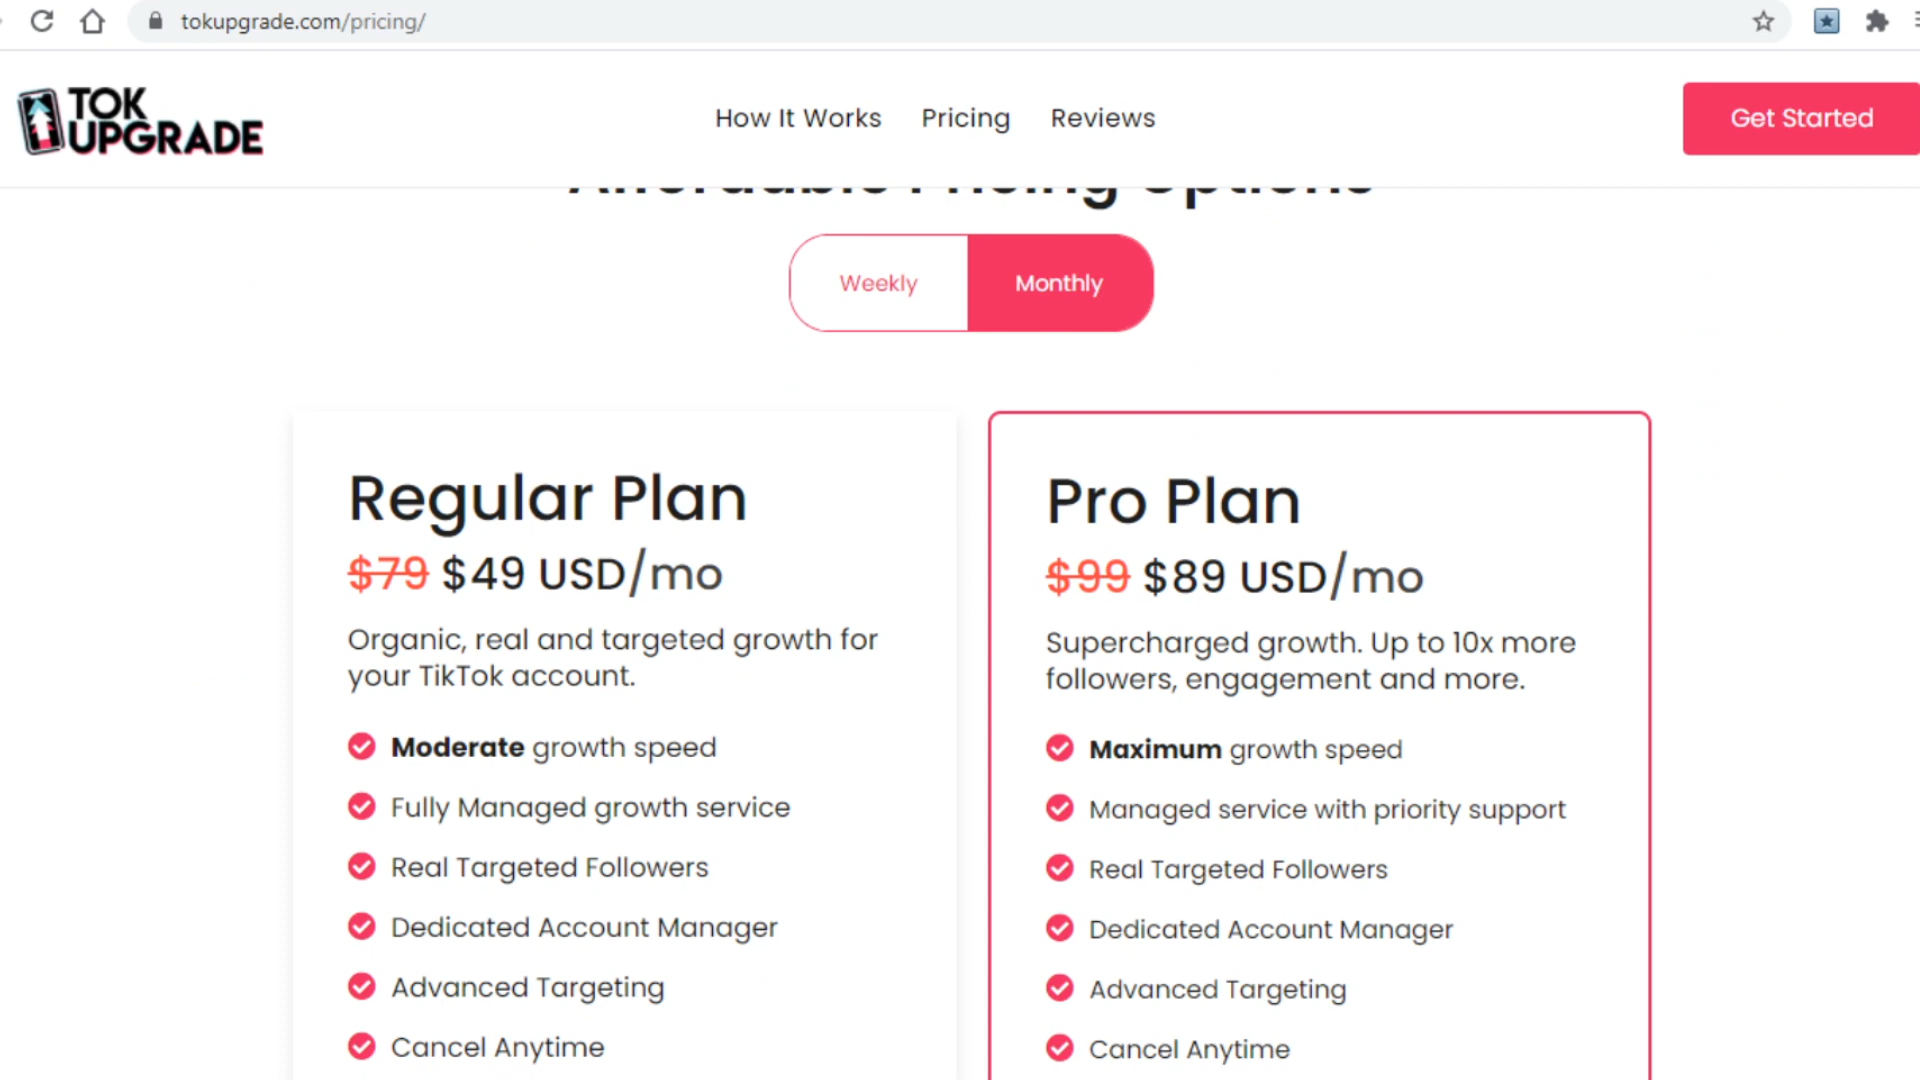 tokupgrade.com/pricing/
TOK
UPGRADE
How It Works Pricing Reviews
Get Started
Affordable Pricing Options
Weekly Monthly
Regular Plan
$79 $49 USD/mo
Organic, real and targeted growth for
your TikTok account.
Moderate growth speed
Fully Managed growth service
Real Targeted Followers
Dedicated Account Manager
Advanced Targeting
Cancel Anytime
Pro Plan
$99 $89 USD/mo
Supercharged growth. Up to 10x more
followers, engagement and more.
Maximum growth speed
Managed service with priority support
Real Targeted Followers
Dedicated Account Manager
Advanced Targeting
Cancel Anytime